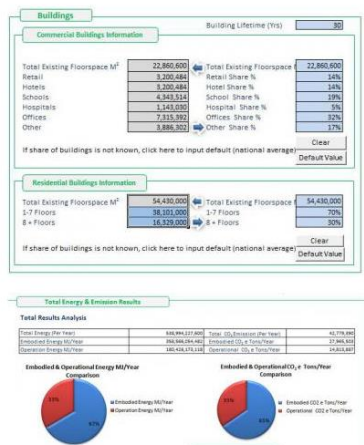 Buildings
Building Lifetime (Yrs) 30
Commercial Buildings Information
Total Existing Floorspace M² 22,860,600 Total Existing Floorspace 22,860,600
Retail 3,200,484 Retail Share % 14%
Hotels 3,200,484 Hotel Share % 14%
Schools 4,343,514 School Share % 19%
Hospitals 1,143,030 Hospital Share % 5%
Offices 7,315,392 Offices Share % 32%
Other 3,886,302 Other Share % 17%
Clear
If share of buildings is not known, click here to input default (national average)
Default Value
Residential Buildings Information
Total Existing Floorspace M² 54,430,000 Total Existing Floorspace 54,430,000
1-7 Floors 38,101,000 1-7 Floors 70%
8 + Floors 16,329,000 8 + Floors 30%
Clear
If share of buildings is not known, click here to input default (national average)
Default Value
Total Energy & Emission Results
Total Results Analysis
Total Energy (Per Year) Total CO₂ Emission (Per Year)
Embodied Energy MJ/Year Embodied CO₂ e Tons/Year
Operation Energy MJ/Year Operational CO₂ e Tons/Year
Embodied & Operational Energy MJ/Year Comparison
Embodied & Operational CO₂ e Tons/Year Comparison
33%
67%
Embodied Energy MJ/Year
Operation Energy MJ/Year
Embodied CO2 e Tons/Year
Operational CO2 e Tons/Year